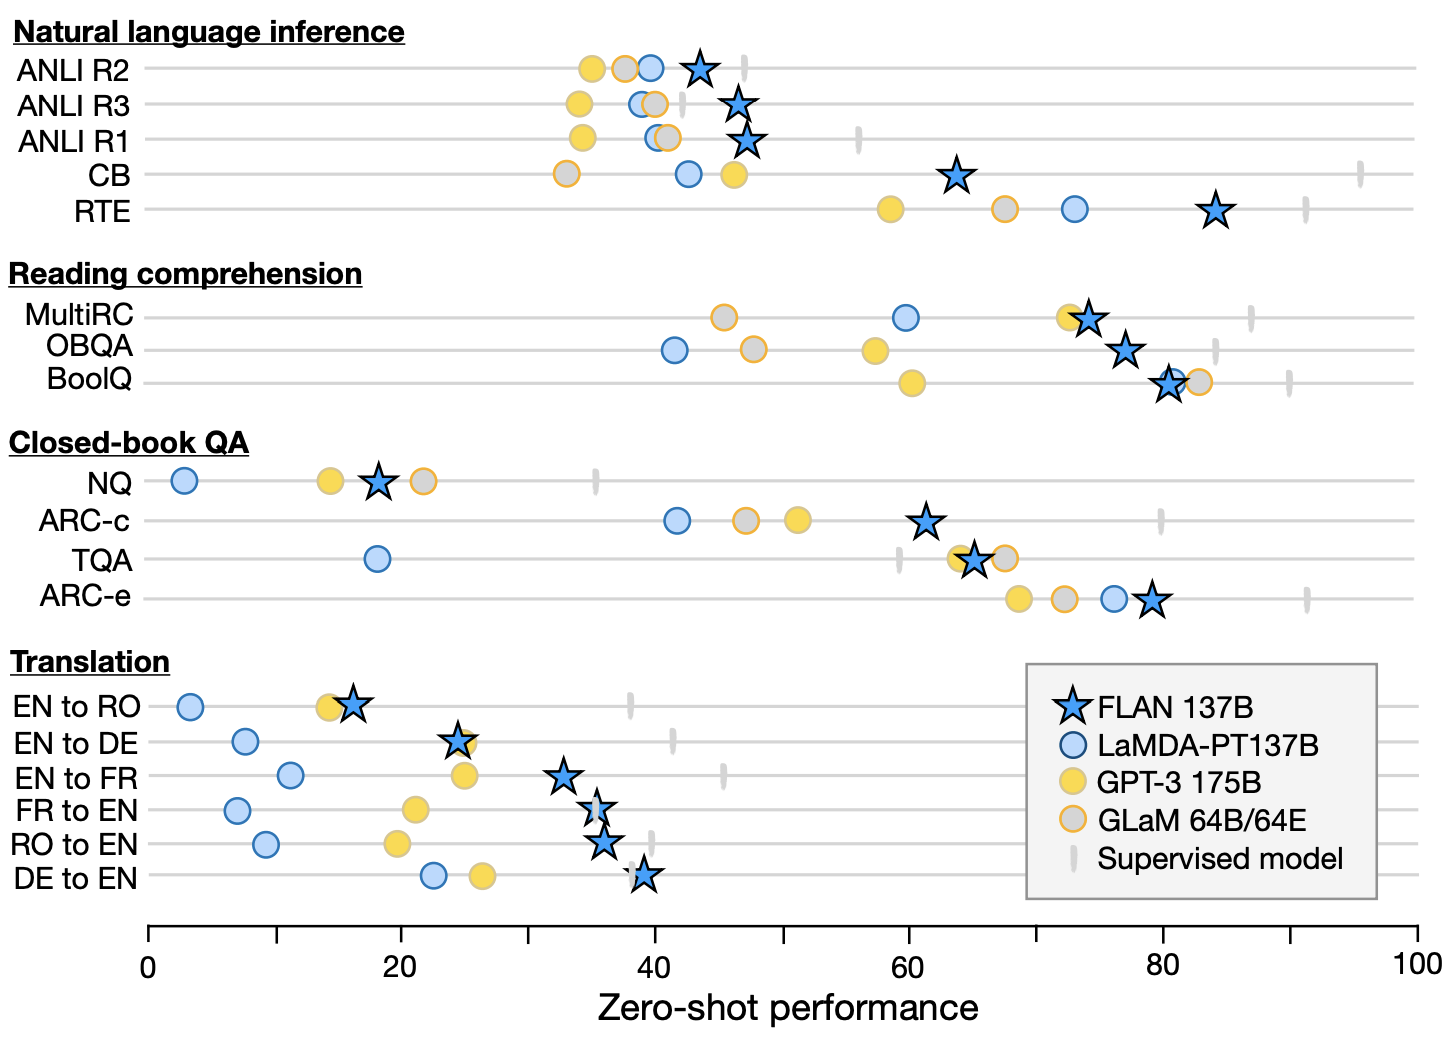 Natural language inference
ANLI R2
ANLI R3
ANLI R1
CB
RTE
Reading comprehension
MultiRC
OBQA
BoolQ
Closed-book QA
NQ
ARC-c
TQA
ARC-e
Translation
EN to RO
EN to DE
EN to FR
FR to EN
RO to EN
DE to EN
FLAN 137B
LaMDA-PT137B
GPT-3 175B
GLaM 64B/64E
Supervised model
0 20 40 60 80 100
Zero-shot performance